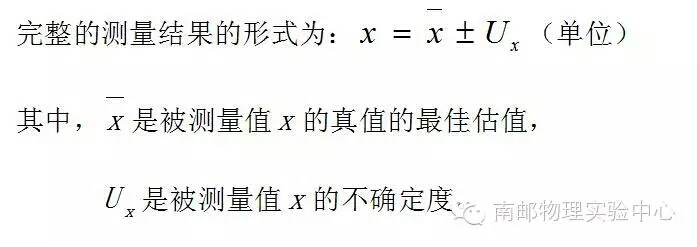 完整的测量结果的形式为：x = x̄ ± Uₓ（单位）
其中，x̄ 是被测量值 x 的真值的最佳估值，
Uₓ 是被测量值 x 的不确定度.
南邮物理实验中心